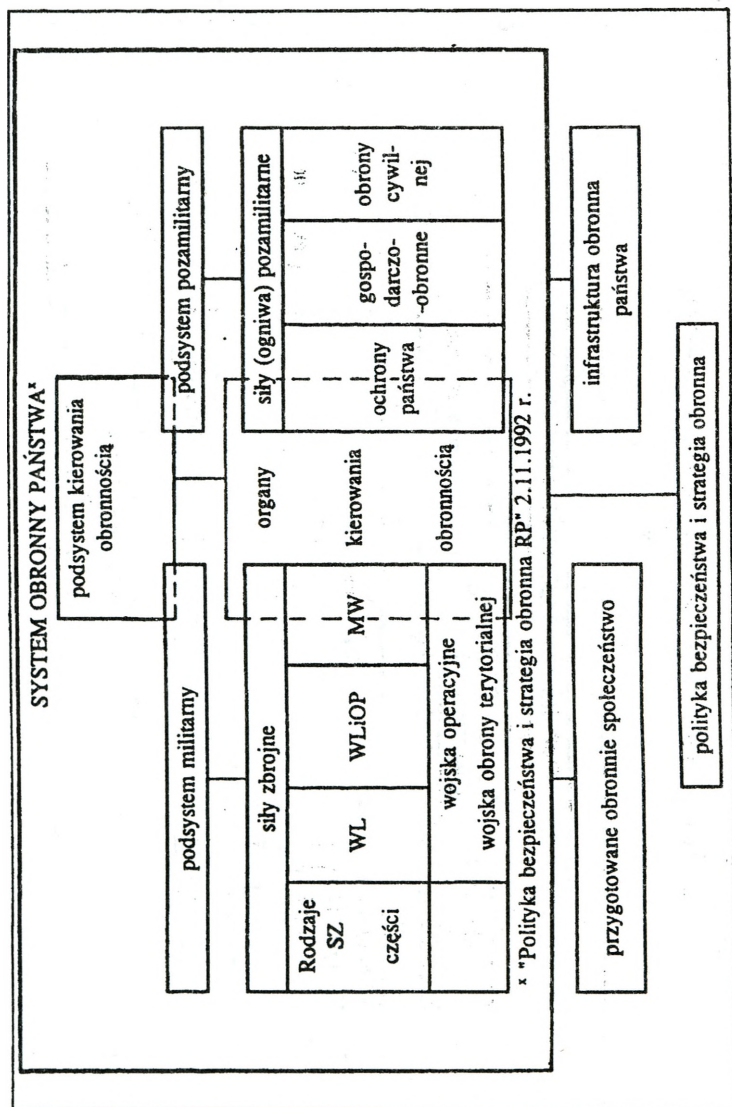 SYSTEM OBRONNY PAŃSTWAˣ
podsystem kierowania
obronnością
podsystem militarny
podsystem pozamilitarny
siły zbrojne
Rodzaje
SZ
części
WL
WLiOP
MW
wojska operacyjne
wojska obrony terytorialnej
organy
kierowania
obronnością
siły (ogniwa) pozamilitarne
ochrony
państwa
gospo-
darczo-
-obronne
obrony
cywil-
nej
ˣ "Polityka bezpieczeństwa i strategia obronna RP" 2.11.1992 r.
przygotowane obronnie społeczeństwo
infrastruktura obronna
państwa
polityka bezpieczeństwa i strategia obronna